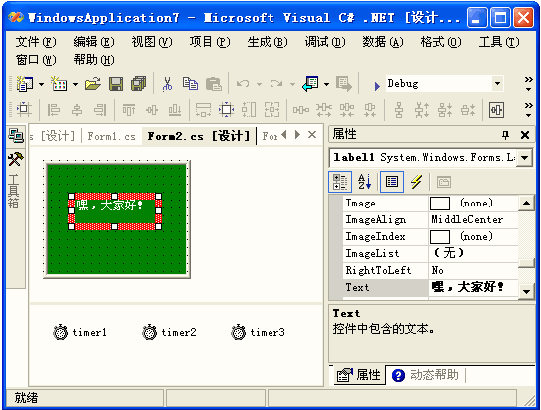 WindowsApplication7 - Microsoft Visual C# .NET [设计...
文件(F) 编辑(E) 视图(V) 项目(P) 生成(B) 调试(D) 数据(A) 格式(O) 工具(T)
窗口(W) 帮助(H)
Debug
s [设计] Form1.cs Form2.cs [设计] For
工具箱
嘿，大家好!
timer1 timer2 timer3
属性
label1 System.Windows.Forms.La
Image (none)
ImageAlign MiddleCenter
ImageIndex (none)
ImageList (无)
RightToLeft No
Text 嘿，大家好!
Text
控件中包含的文本。
属性 动态帮助
就绪